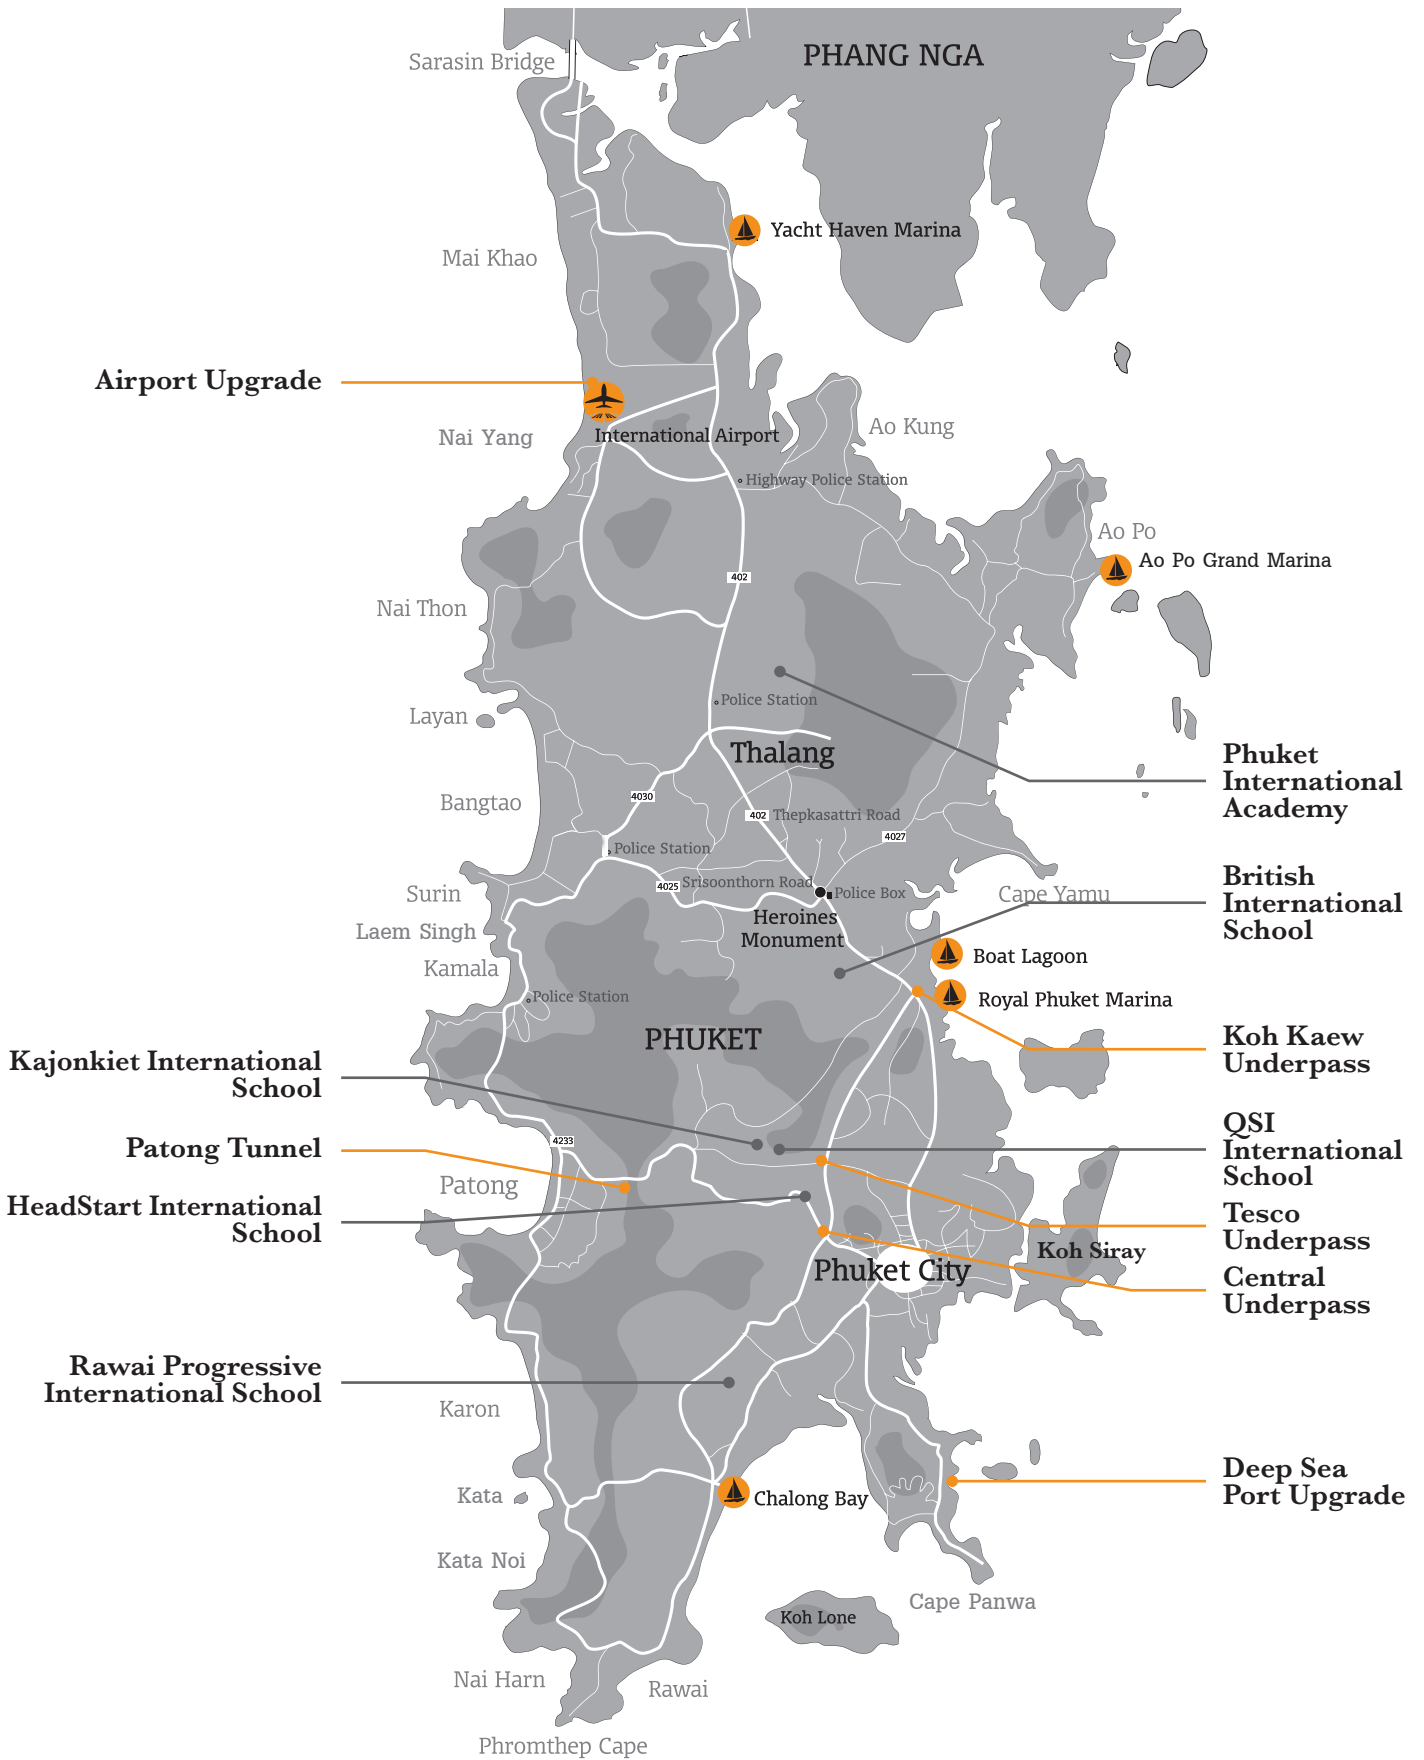 Sarasin Bridge
PHANG NGA
Yacht Haven Marina
Mai Khao
Airport Upgrade
Nai Yang
International Airport
Ao Kung
Highway Police Station
Ao Po
Ao Po Grand Marina
402
Nai Thon
Police Station
Layan
Thalang
Phuket
International
Academy
Bangtao
4030
402
Thepkasattri Road
4027
Police Station
4025
Srisoonthorn Road
Police Box
Surin
Cape Yamu
British
International
School
Heroines
Monument
Laem Singh
Kamala
Boat Lagoon
Police Station
Royal Phuket Marina
PHUKET
Koh Kaew
Underpass
Kajonkiet International
School
4233
Patong Tunnel
QSI
International
School
Patong
HeadStart International
School
Tesco
Underpass
Koh Siray
Phuket City
Central
Underpass
Rawai Progressive
International School
Karon
Kata
Chalong Bay
Deep Sea
Port Upgrade
Kata Noi
Cape Panwa
Koh Lone
Nai Harn
Rawai
Phromthep Cape